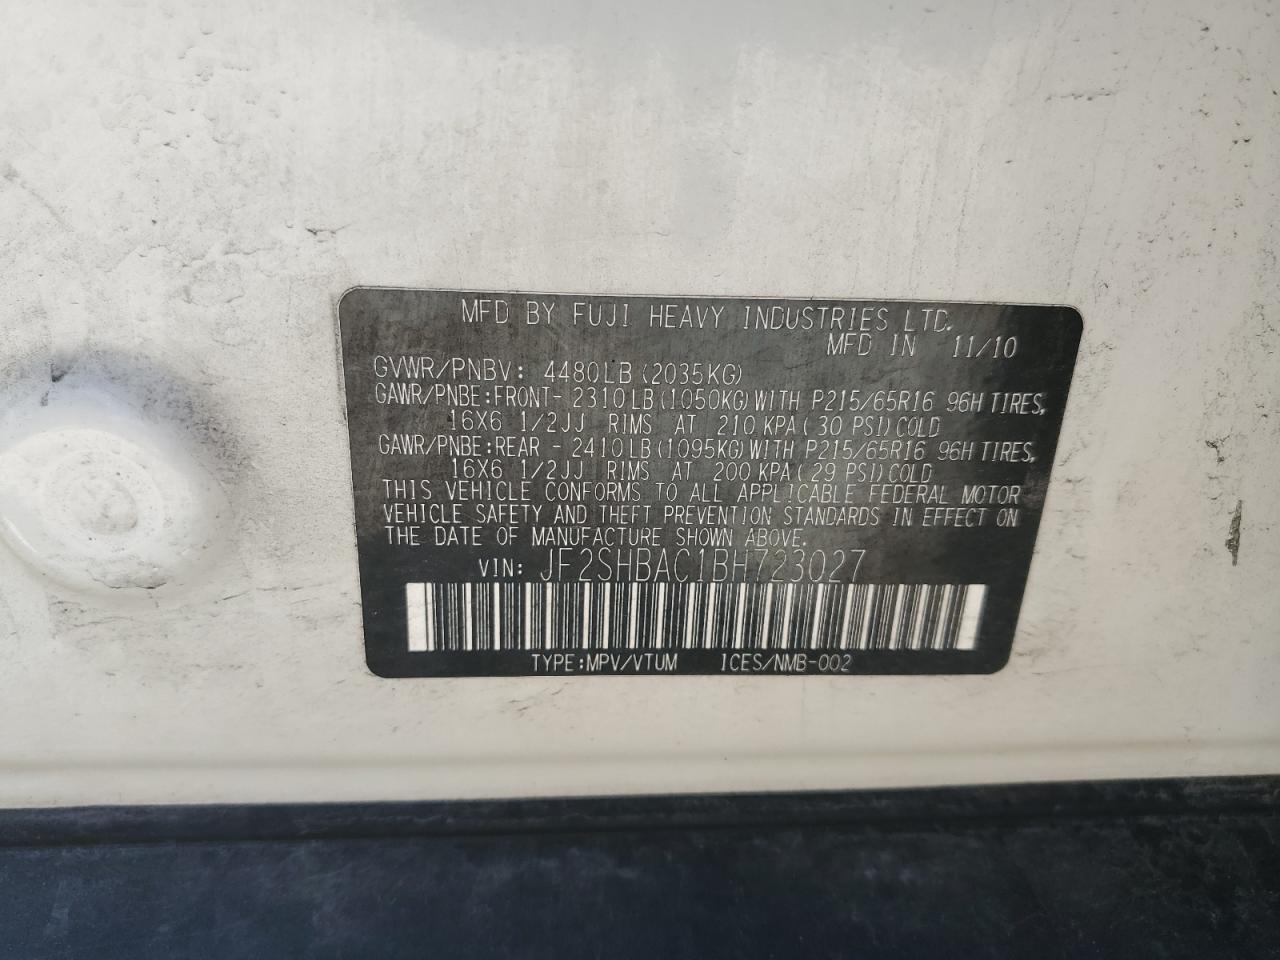 MFD BY FUJI HEAVY INDUSTRIES LTD.
MFD IN 11/10
GVWR/PNBV: 4480LB(2035KG)
GAWR/PNBE:FRONT- 2310LB(1050KG)WITH P215/65R16 96H TIRES,
16X6 1/2JJ RIMS AT 210 KPA(30 PSI)COLD
GAWR/PNBE:REAR - 2410LB(1095KG)WITH P215/65R16 96H TIRES,
16X6 1/2JJ RIMS AT 200 KPA(29 PSI)COLD
THIS VEHICLE CONFORMS TO ALL APPLICABLE FEDERAL MOTOR
VEHICLE SAFETY AND THEFT PREVENTION STANDARDS IN EFFECT ON
THE DATE OF MANUFACTURE SHOWN ABOVE.
VIN: JF2SHBAC1BH723027
TYPE:MPV/VTUM ICES/NMB-002